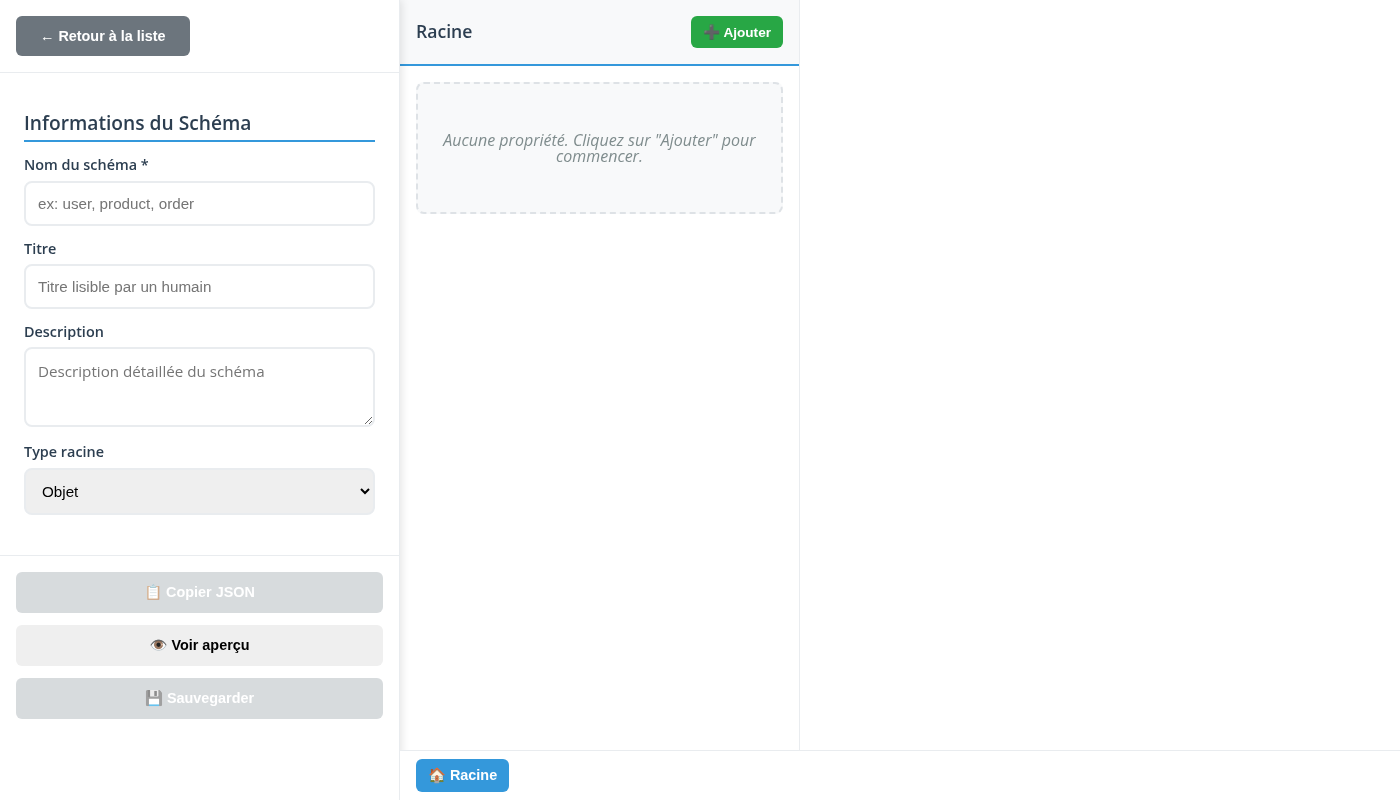 ← Retour à la liste
Informations du Schéma
Nom du schéma *
ex: user, product, order
Titre
Titre lisible par un humain
Description
Description détaillée du schéma
Type racine
Objet
📋 Copier JSON
👁️ Voir aperçu
💾 Sauvegarder
Racine
➕ Ajouter
Aucune propriété. Cliquez sur "Ajouter" pour
commencer.
🏠 Racine